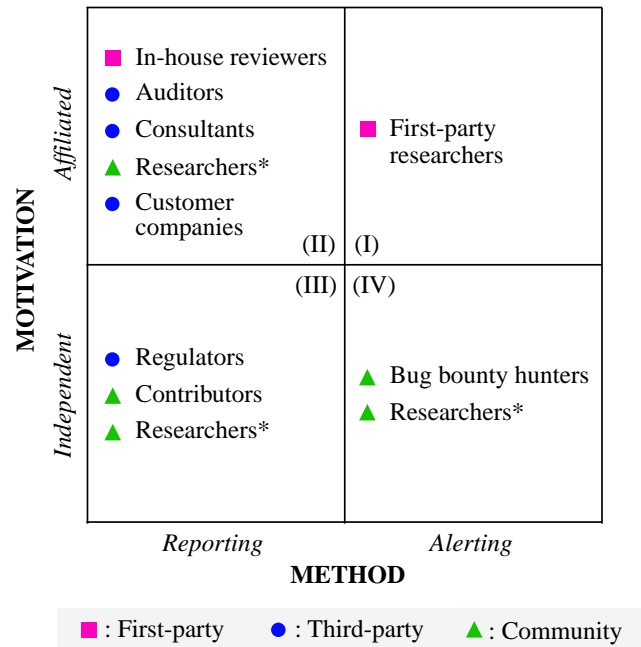 In-house reviewers
Auditors
Consultants
Researchers*
Customer
companies
(II)
First-party
researchers
(I)
(III)
Regulators
Contributors
Researchers*
(IV)
Bug bounty hunters
Researchers*
MOTIVATION
Affiliated
Independent
Reporting
Alerting
METHOD
: First-party
: Third-party
: Community